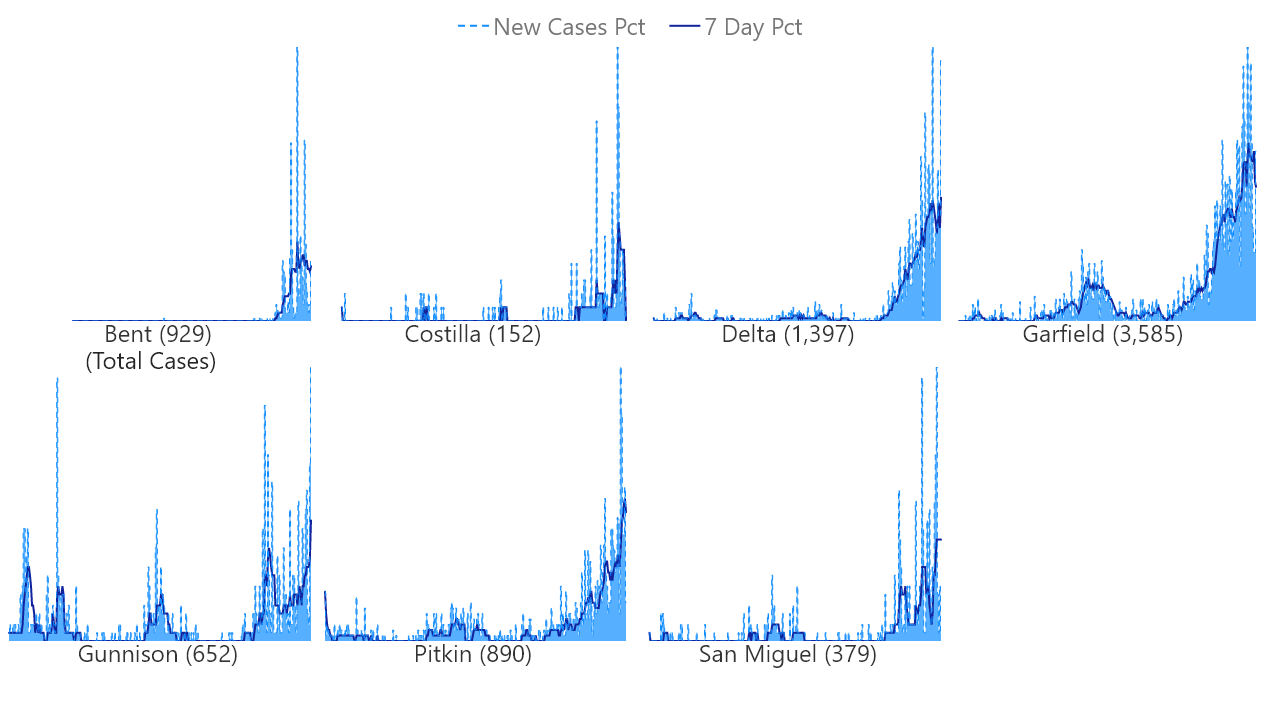 New Cases Pct 7 Day Pct
Bent (929) Costilla (152) Delta (1,397) Garfield (3,585)
(Total Cases)
Gunnison (652) Pitkin (890) San Miguel (379)